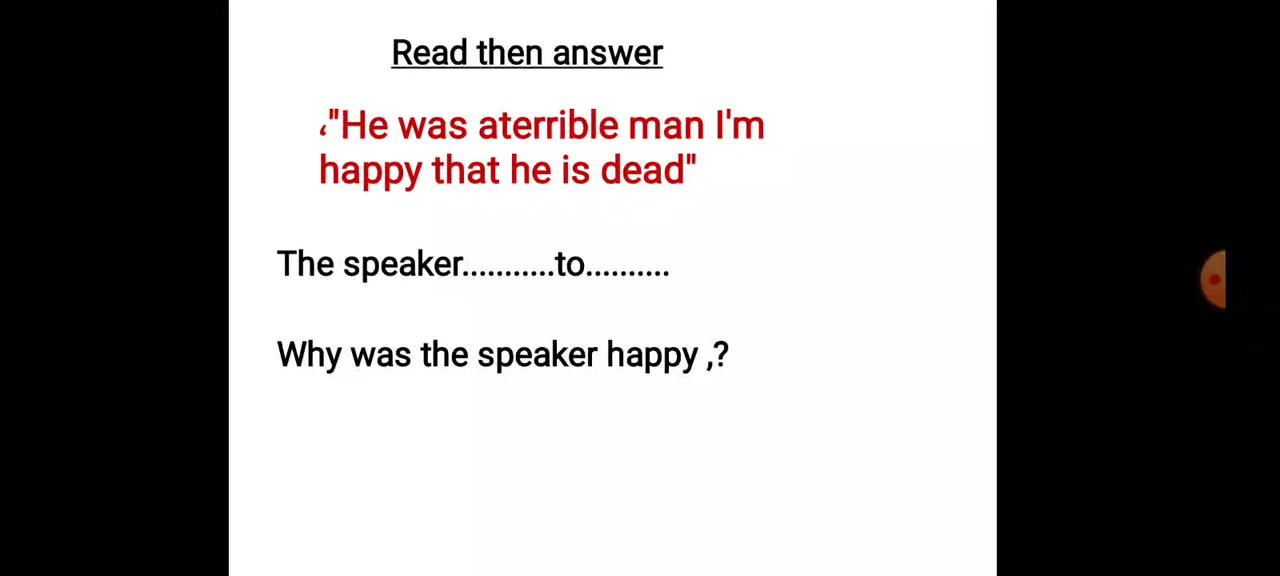 Read then answer
،"He was aterrible man I'm
happy that he is dead"
The speaker...........to..........
Why was the speaker happy ,?